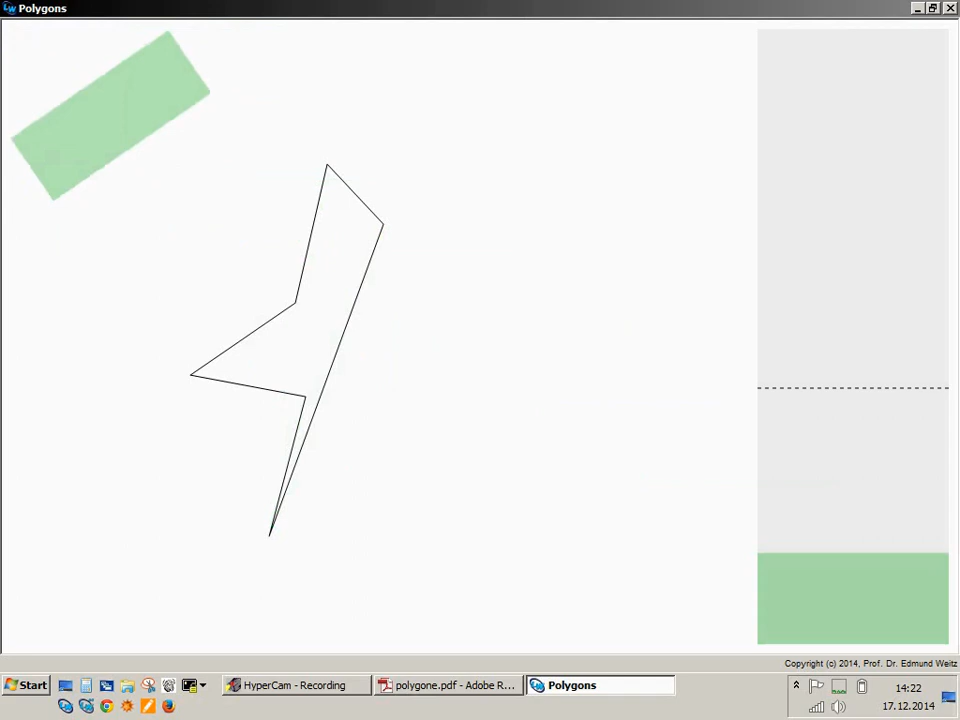 Polygons
Copyright (c) 2014, Prof. Dr. Edmund Weitz
Start
HyperCam - Recording
polygone.pdf - Adobe R...
Polygons
14:22
17.12.2014